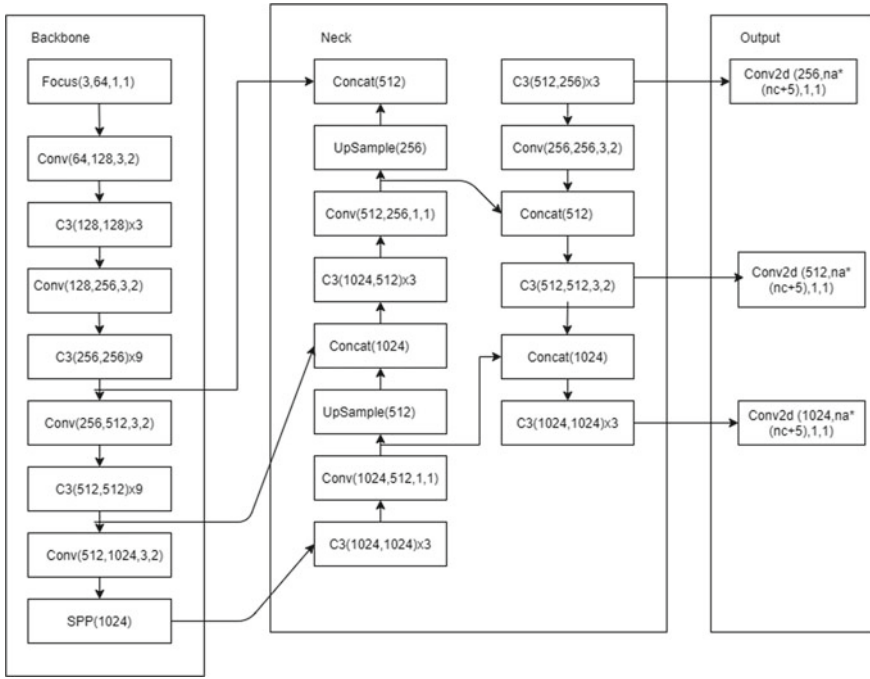 Backbone
Focus(3,64,1,1)
Conv(64,128,3,2)
C3(128,128)x3
Conv(128,256,3,2)
C3(256,256)x9
Conv(256,512,3,2)
C3(512,512)x9
Conv(512,1024,3,2)
SPP(1024)
Neck
Concat(512)
UpSample(256)
Conv(512,256,1,1)
C3(1024,512)x3
Concat(1024)
UpSample(512)
Conv(1024,512,1,1)
C3(1024,1024)x3
C3(512,256)x3
Conv(256,256,3,2)
Concat(512)
C3(512,512,3,2)
Concat(1024)
C3(1024,1024)x3
Output
Conv2d (256,na*
(nc+5),1,1)
Conv2d (512,na*
(nc+5),1,1)
Conv2d (1024,na*
(nc+5),1,1)